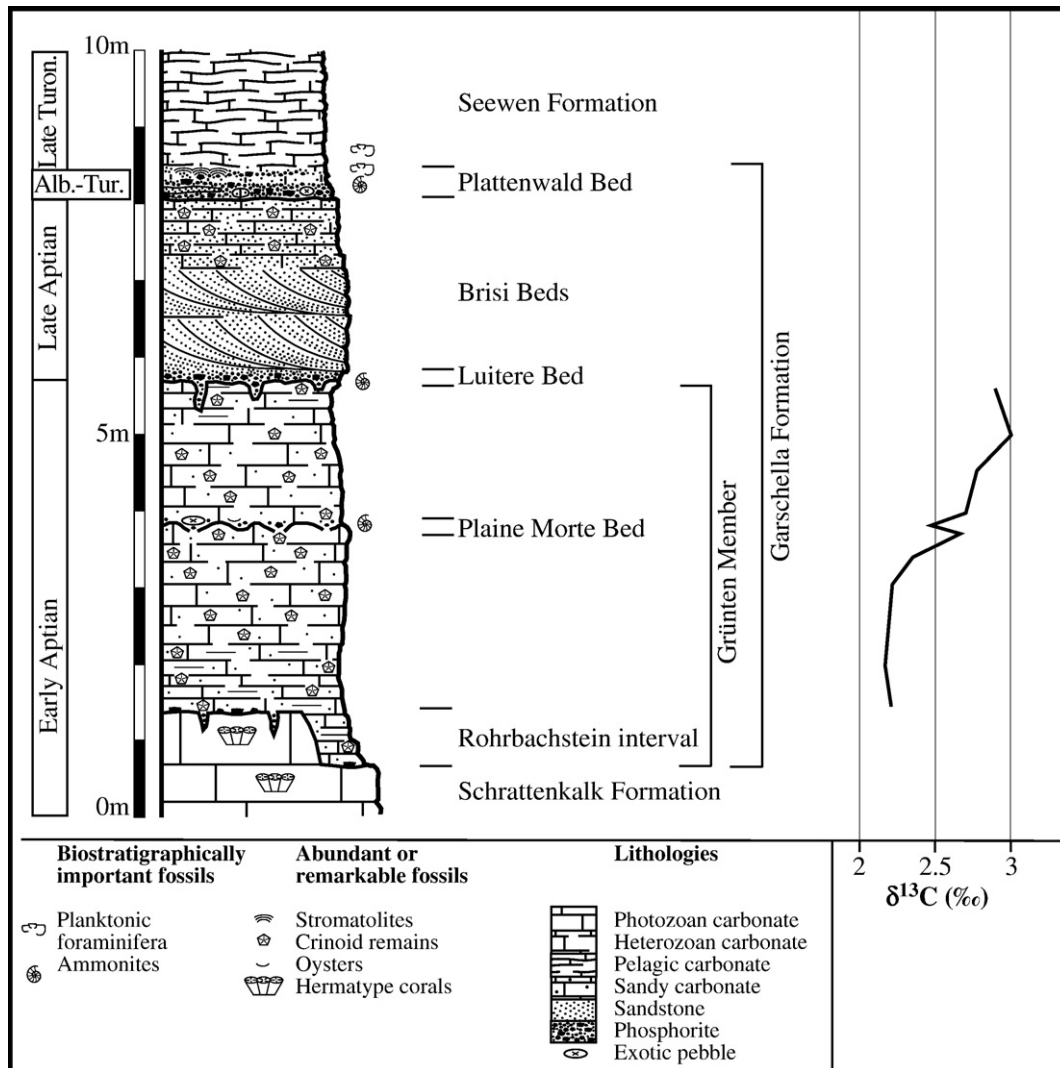 10m
5m
0m
Late Turon.
Alb.-Tur.
Late Aptian
Early Aptian
Seewen Formation
Plattenwald Bed
Brisi Beds
Luitere Bed
Plaine Morte Bed
Rohrbachstein interval
Schrattenkalk Formation
Grünten Member
Garschella Formation
2 2.5 3
δ13C (‰)
Biostratigraphically
important fossils
Planktonic
foraminifera
Ammonites
Abundant or
remarkable fossils
Stromatolites
Crinoid remains
Oysters
Hermatype corals
Lithologies
Photozoan carbonate
Heterozoan carbonate
Pelagic carbonate
Sandy carbonate
Sandstone
Phosphorite
Exotic pebble